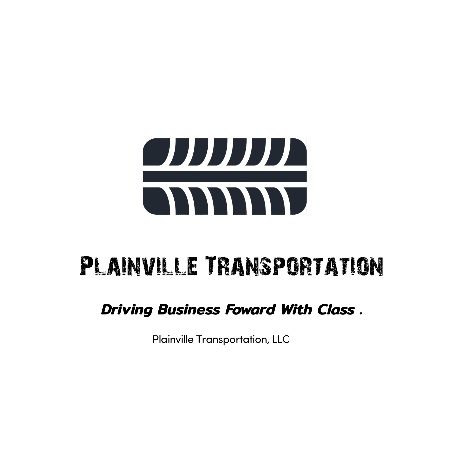 Plainville Transportation
Driving Business Foward With Class .
Plainville Transportation, LLC